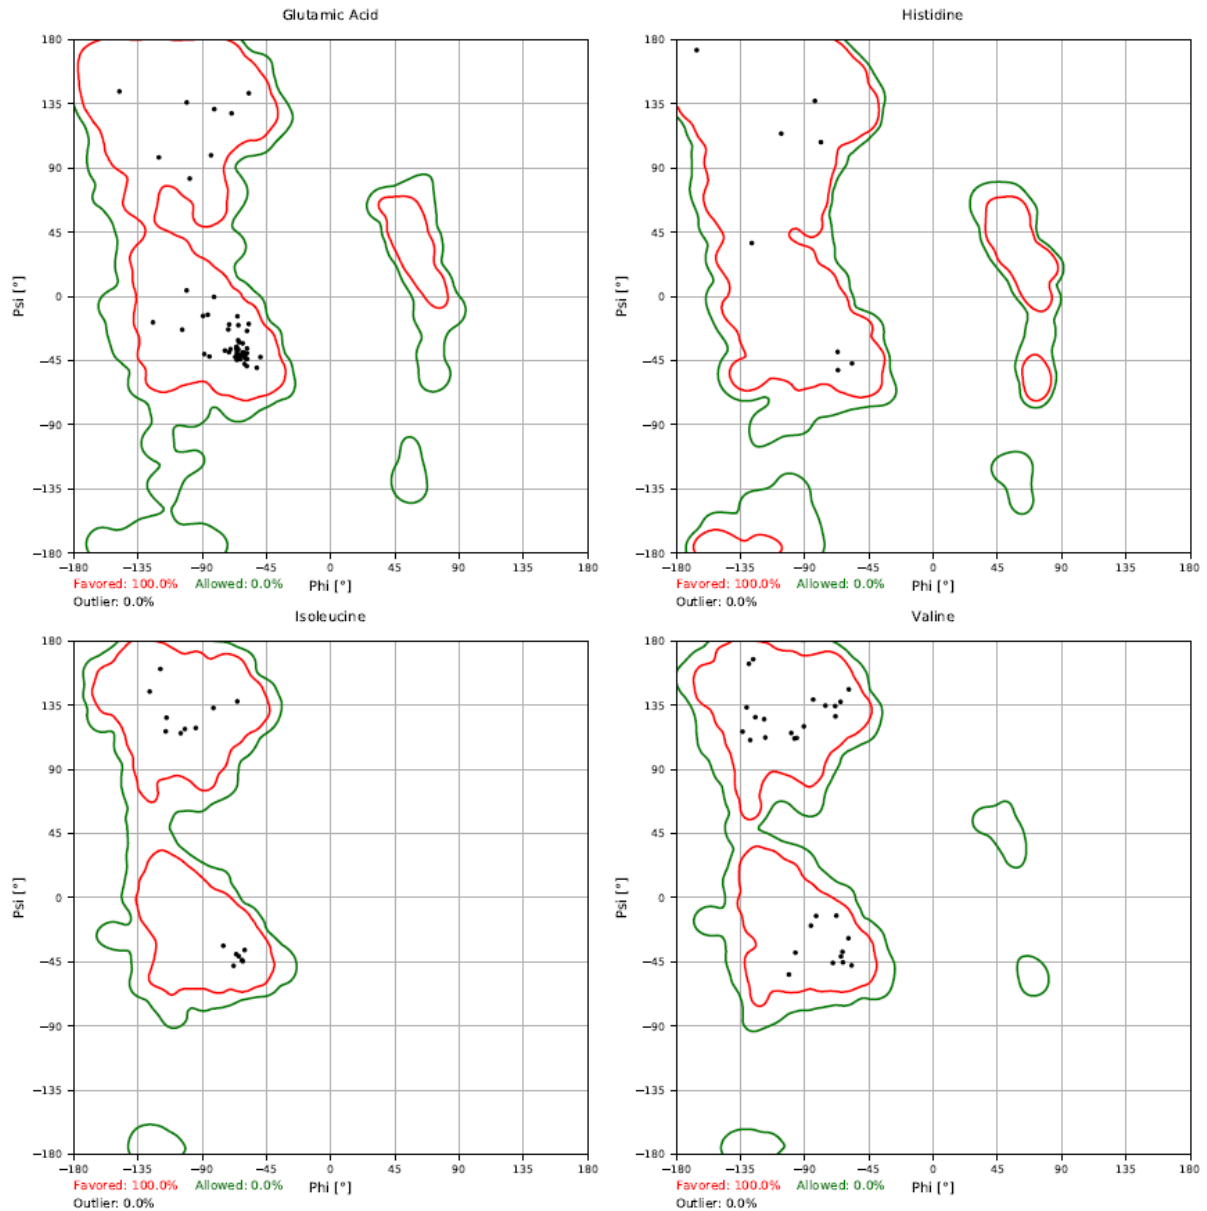 Glutamic Acid
180
135
90
45
0
−45
−90
−135
−180
Psi [°]
−180 −135 −90 −45 0 45 90 135 180
Phi [°]
Favored: 100.0% Allowed: 0.0%
Outlier: 0.0%
Histidine
180
135
90
45
0
−45
−90
−135
−180
Psi [°]
−180 −135 −90 −45 0 45 90 135 180
Phi [°]
Favored: 100.0% Allowed: 0.0%
Outlier: 0.0%
Isoleucine
180
135
90
45
0
−45
−90
−135
−180
Psi [°]
−180 −135 −90 −45 0 45 90 135 180
Phi [°]
Favored: 100.0% Allowed: 0.0%
Outlier: 0.0%
Valine
180
135
90
45
0
−45
−90
−135
−180
Psi [°]
−180 −135 −90 −45 0 45 90 135 180
Phi [°]
Favored: 100.0% Allowed: 0.0%
Outlier: 0.0%